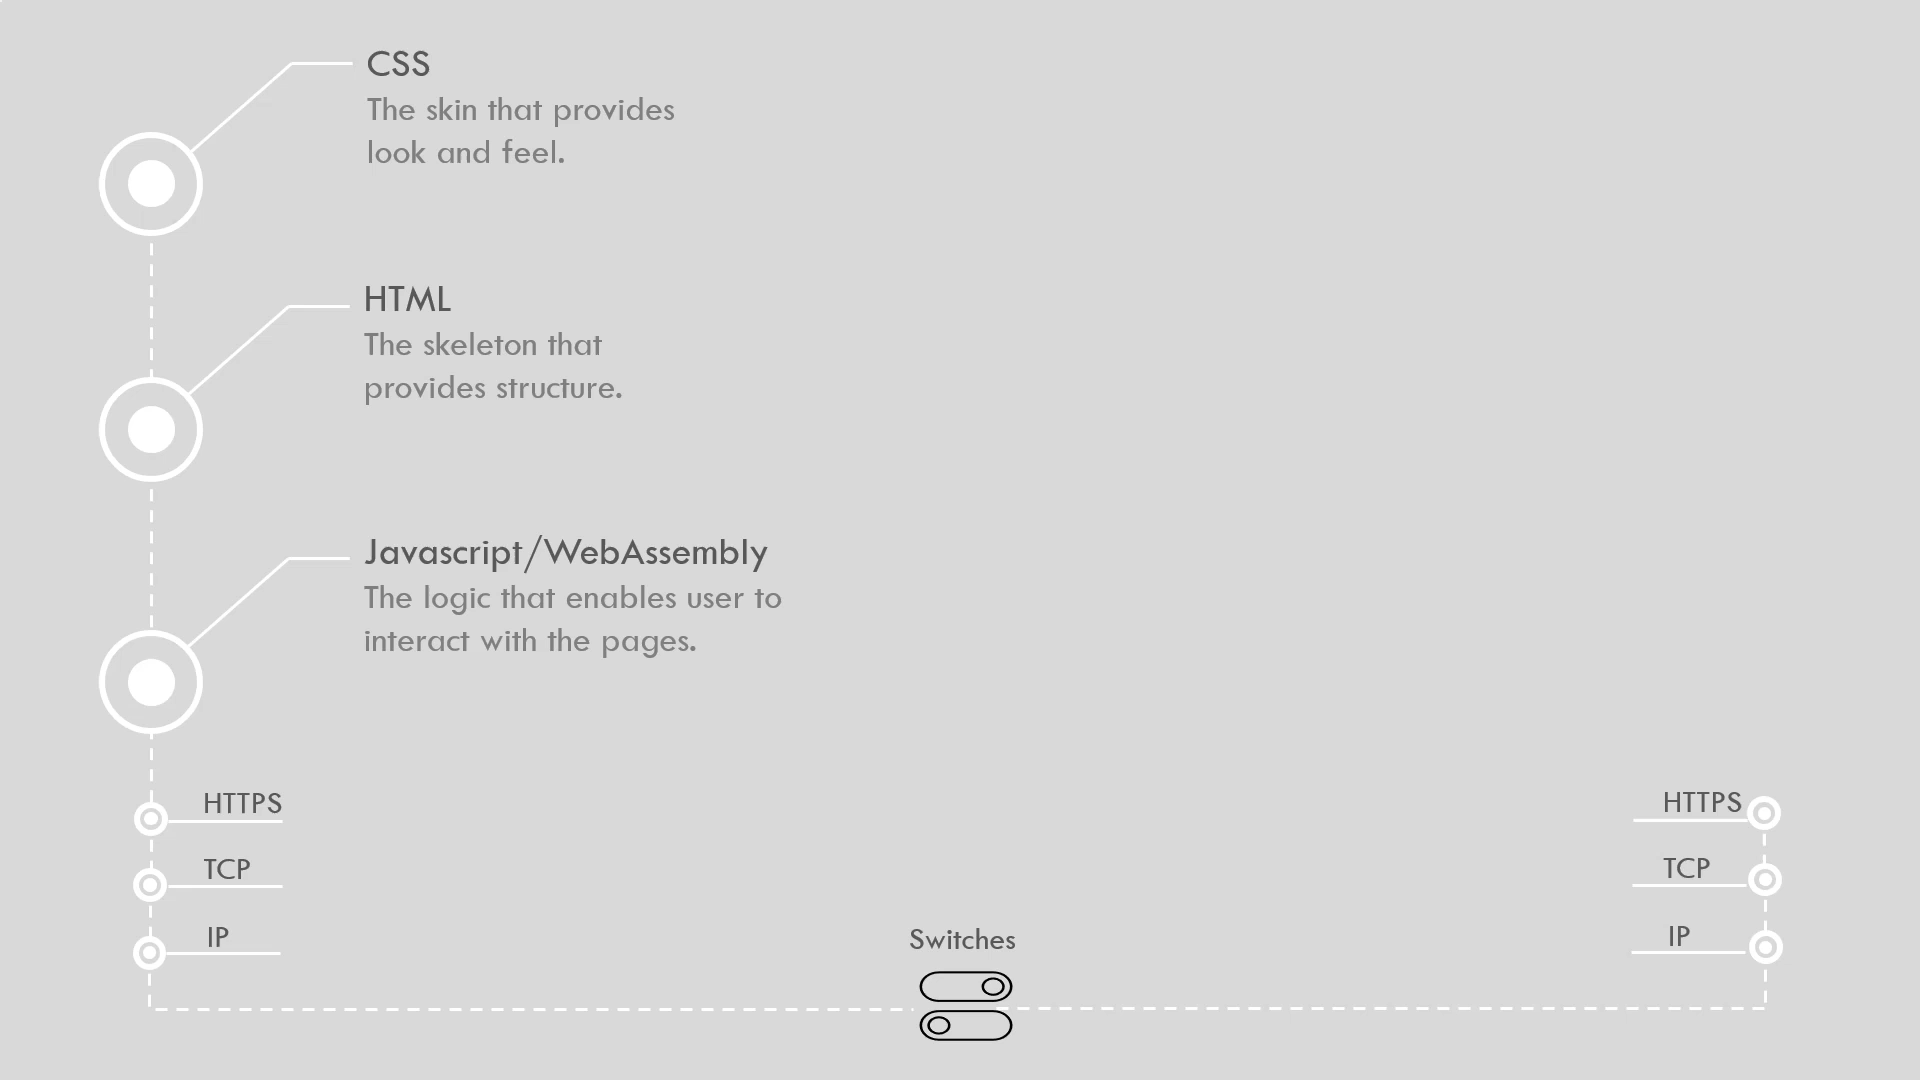 CSS
The skin that provides
look and feel.
HTML
The skeleton that
provides structure.
Javascript/WebAssembly
The logic that enables user to
interact with the pages.
HTTPS
TCP
IP
Switches
HTTPS
TCP
IP